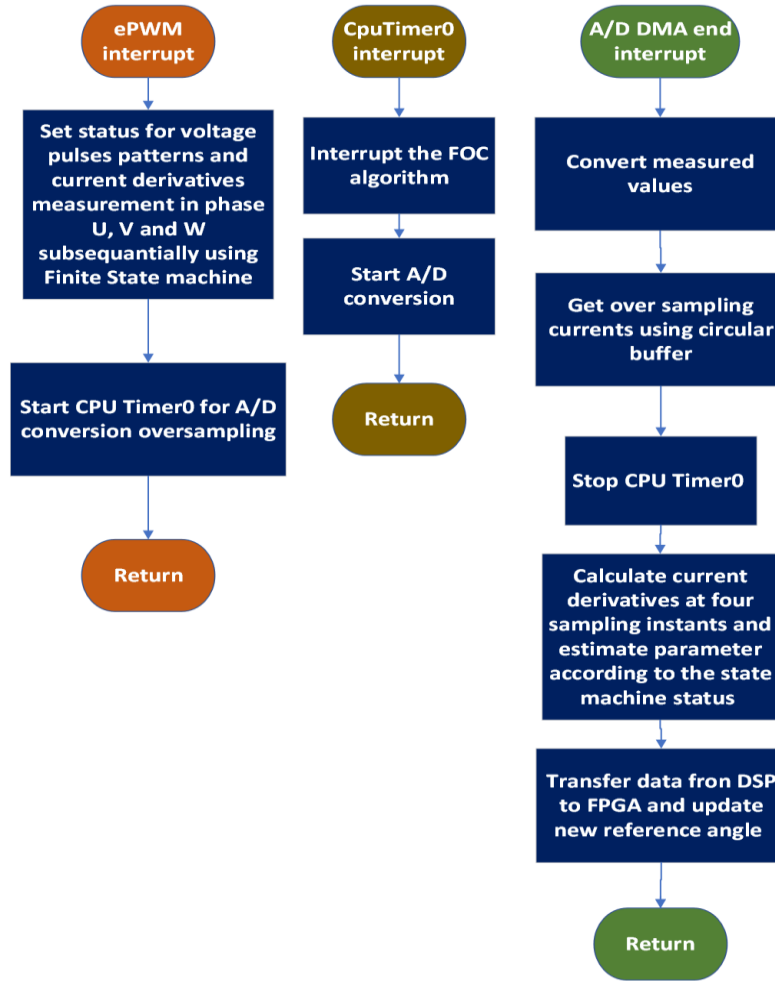 ePWM
interrupt
Set status for voltage
pulses patterns and
current derivatives
measurement in phase
U, V and W
subsequantially using
Finite State machine
Start CPU Timer0 for A/D
conversion oversampling
Return
CpuTimer0
interrupt
Interrupt the FOC
algorithm
Start A/D
conversion
Return
A/D DMA end
interrupt
Convert measured
values
Get over sampling
currents using circular
buffer
Stop CPU Timer0
Calculate current
derivatives at four
sampling instants and
estimate parameter
according to the state
machine status
Transfer data fron DSP
to FPGA and update
new reference angle
Return